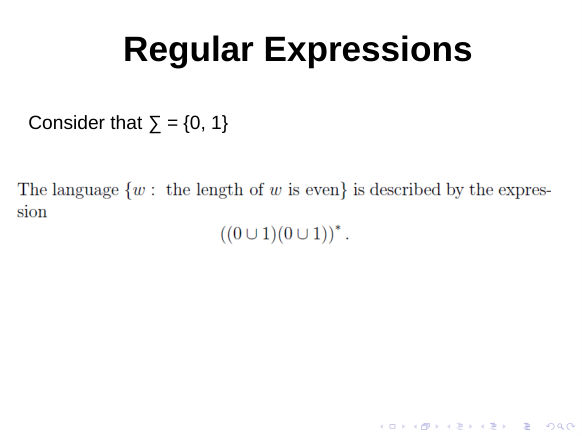 Regular Expressions
Consider that ∑ = {0, 1}
The language {w : the length of w is even} is described by the expres-
sion
((0 ∪ 1)(0 ∪ 1))* .